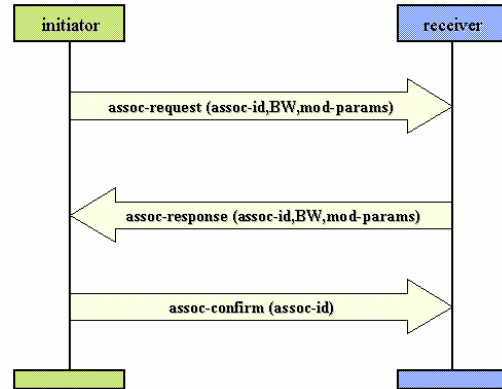 initiator
receiver
assoc-request (assoc-id,BW,mod-params)
assoc-response (assoc-id,BW,mod-params)
assoc-confirm (assoc-id)